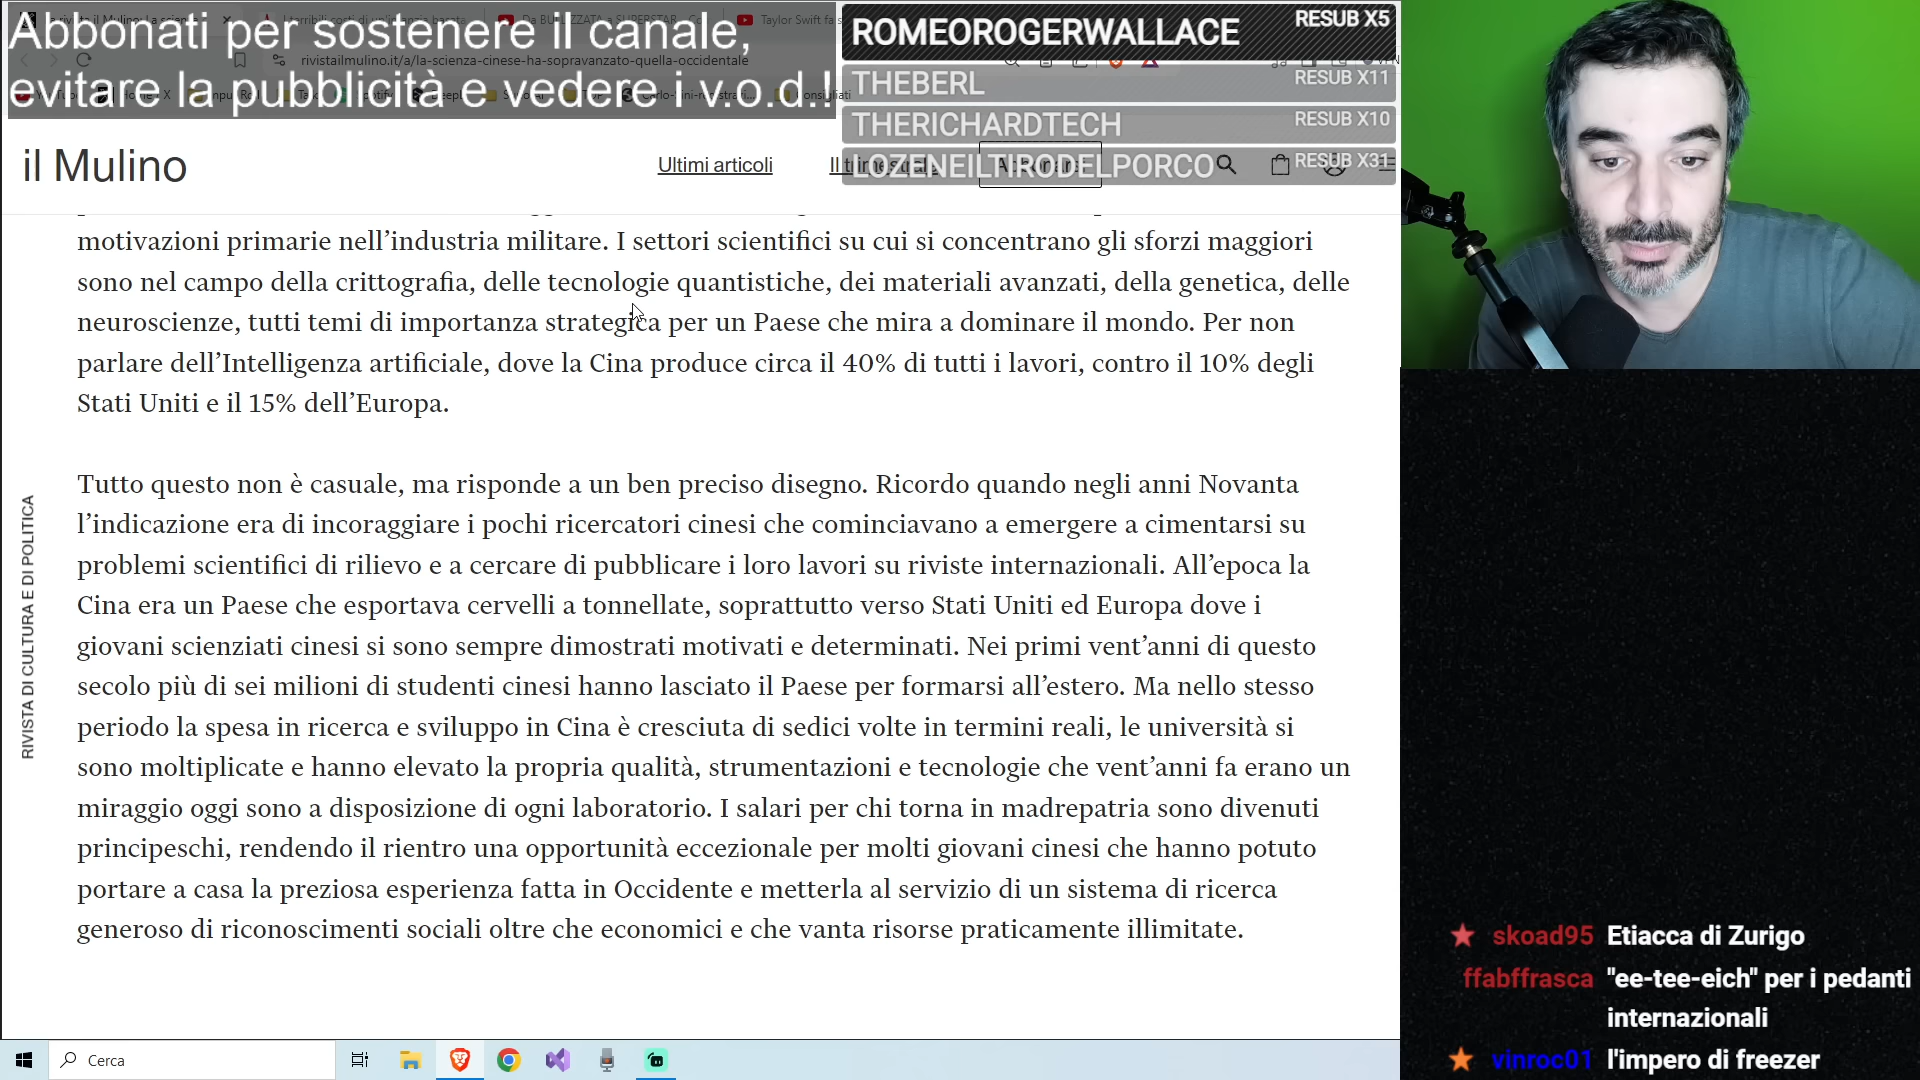 Abbonati per sostenere il canale,
evitare la pubblicità e vedere i v.o.d.!
rivistailmulino.it/a/la-scienza-cinese-ha-sopravanzato-quella-occidentale
ROMEOROGERWALLACE RESUB X5
THEBERL RESUB X11
THERICHARDTECH RESUB X10
LOZENEILTIRODELPORCO RESUB X31
il Mulino
Ultimi articoli
motivazioni primarie nell’industria militare. I settori scientifici su cui si concentrano gli sforzi maggiori
sono nel campo della crittografia, delle tecnologie quantistiche, dei materiali avanzati, della genetica, delle
neuroscienze, tutti temi di importanza strategica per un Paese che mira a dominare il mondo. Per non
parlare dell’Intelligenza artificiale, dove la Cina produce circa il 40% di tutti i lavori, contro il 10% degli
Stati Uniti e il 15% dell’Europa.
Tutto questo non è casuale, ma risponde a un ben preciso disegno. Ricordo quando negli anni Novanta
l’indicazione era di incoraggiare i pochi ricercatori cinesi che cominciavano a emergere a cimentarsi su
problemi scientifici di rilievo e a cercare di pubblicare i loro lavori su riviste internazionali. All’epoca la
Cina era un Paese che esportava cervelli a tonnellate, soprattutto verso Stati Uniti ed Europa dove i
giovani scienziati cinesi si sono sempre dimostrati motivati e determinati. Nei primi vent’anni di questo
secolo più di sei milioni di studenti cinesi hanno lasciato il Paese per formarsi all’estero. Ma nello stesso
periodo la spesa in ricerca e sviluppo in Cina è cresciuta di sedici volte in termini reali, le università si
sono moltiplicate e hanno elevato la propria qualità, strumentazioni e tecnologie che vent’anni fa erano un
miraggio oggi sono a disposizione di ogni laboratorio. I salari per chi torna in madrepatria sono divenuti
principeschi, rendendo il rientro una opportunità eccezionale per molti giovani cinesi che hanno potuto
portare a casa la preziosa esperienza fatta in Occidente e metterla al servizio di un sistema di ricerca
generoso di riconoscimenti sociali oltre che economici e che vanta risorse praticamente illimitate.
RIVISTA DI CULTURA E DI POLITICA
skoad95 Etiacca di Zurigo
ffabffrasca "ee-tee-eich" per i pedanti
internazionali
vinroc01 l'impero di freezer
Cerca